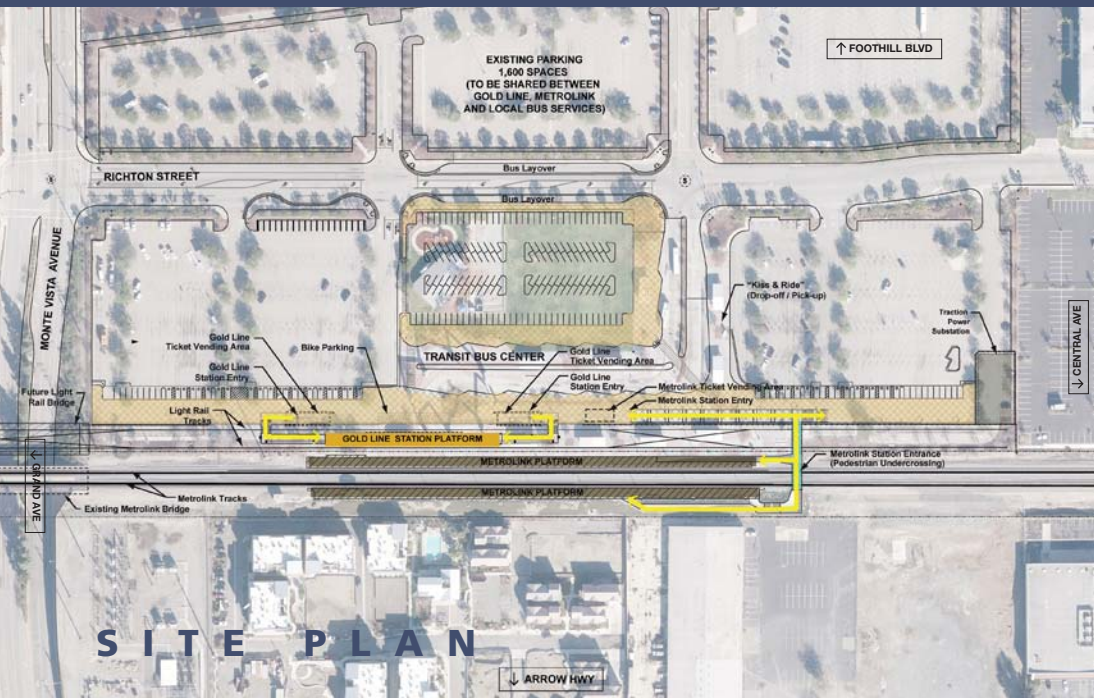 ↑ FOOTHILL BLVD
EXISTING PARKING
1,600 SPACES
(TO BE SHARED BETWEEN
GOLD LINE, METROLINK
AND LOCAL BUS SERVICES)
Bus Layover
RICHTON STREET
Bus Layover
MONTE VISTA AVENUE
"Kiss & Ride"
(Drop-off / Pick-up)
Traction
Power
Substation
↓ CENTRAL AVE
Gold Line
Ticket Vending Area
Bike Parking
TRANSIT BUS CENTER
Gold Line
Ticket Vending Area
Gold Line
Station Entry
Gold Line
Station Entry
Metrolink Ticket Vending Area
Metrolink Station Entry
Future Light
Rail Bridge
Light Rail
Tracks
GOLD LINE STATION PLATFORM
METROLINK PLATFORM
Metrolink Station Entrance
(Pedestrian Undercrossing)
↓ GRAND AVE
METROLINK PLATFORM
Metrolink Tracks
Existing Metrolink Bridge
SITE PLAN
↓ ARROW HWY